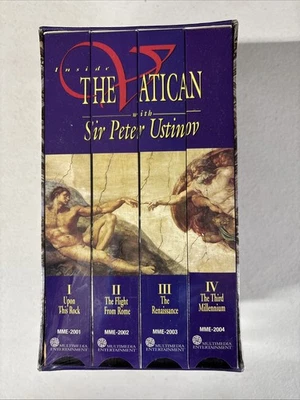 Inside
THE VATICAN
with
Sir Peter Ustinov
I
Upon
This Rock
MME-2001
MULTIMEDIA
ENTERTAINMENT
II
The Flight
From Rome
MME-2002
MULTIMEDIA
ENTERTAINMENT
III
The
Renaissance
MME-2003
MULTIMEDIA
ENTERTAINMENT
IV
The Third
Millennium
MME-2004
MULTIMEDIA
ENTERTAINMENT